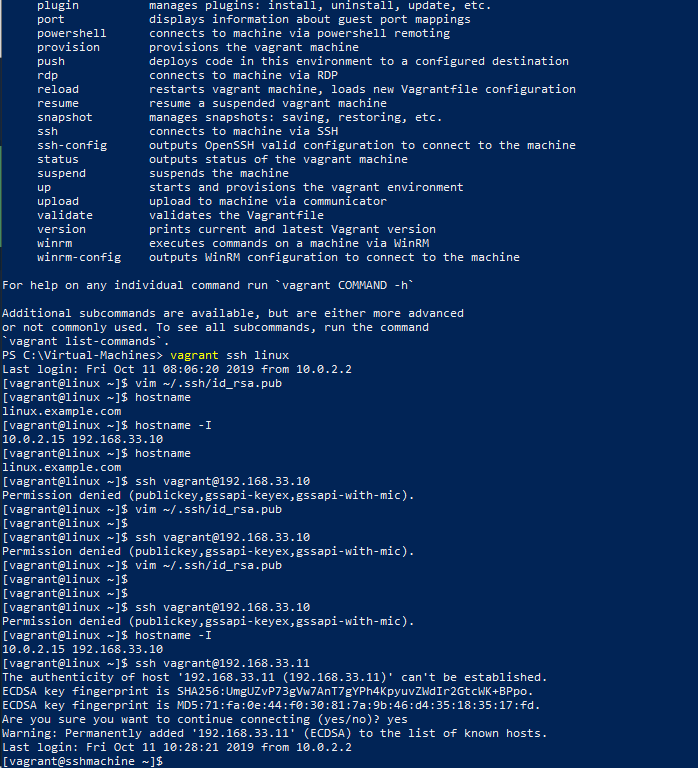 plugin          manages plugins: install, uninstall, update, etc.
port            displays information about guest port mappings
powershell      connects to machine via powershell remoting
provision       provisions the vagrant machine
push            deploys code in this environment to a configured destination
rdp             connects to machine via RDP
reload          restarts vagrant machine, loads new Vagrantfile configuration
resume          resume a suspended vagrant machine
snapshot        manages snapshots: saving, restoring, etc.
ssh             connects to machine via SSH
ssh-config      outputs OpenSSH valid configuration to connect to the machine
status          outputs status of the vagrant machine
suspend         suspends the machine
up              starts and provisions the vagrant environment
upload          upload to machine via communicator
validate        validates the Vagrantfile
version         prints current and latest Vagrant version
winrm           executes commands on a machine via WinRM
winrm-config    outputs WinRM configuration to connect to the machine
For help on any individual command run `vagrant COMMAND -h`
Additional subcommands are available, but are either more advanced
or not commonly used. To see all subcommands, run the command
`vagrant list-commands`.
PS C:\Virtual-Machines> vagrant ssh linux
Last login: Fri Oct 11 08:06:20 2019 from 10.0.2.2
[vagrant@linux ~]$ vim ~/.ssh/id_rsa.pub
[vagrant@linux ~]$ hostname
linux.example.com
[vagrant@linux ~]$ hostname -I
10.0.2.15 192.168.33.10
[vagrant@linux ~]$ hostname
linux.example.com
[vagrant@linux ~]$ ssh vagrant@192.168.33.10
Permission denied (publickey,gssapi-keyex,gssapi-with-mic).
[vagrant@linux ~]$ vim ~/.ssh/id_rsa.pub
[vagrant@linux ~]$
[vagrant@linux ~]$ ssh vagrant@192.168.33.10
Permission denied (publickey,gssapi-keyex,gssapi-with-mic).
[vagrant@linux ~]$ vim ~/.ssh/id_rsa.pub
[vagrant@linux ~]$
[vagrant@linux ~]$
[vagrant@linux ~]$ ssh vagrant@192.168.33.10
Permission denied (publickey,gssapi-keyex,gssapi-with-mic).
[vagrant@linux ~]$ hostname -I
10.0.2.15 192.168.33.10
[vagrant@linux ~]$ ssh vagrant@192.168.33.11
The authenticity of host '192.168.33.11 (192.168.33.11)' can't be established.
ECDSA key fingerprint is SHA256:UmgUZvP73gVw7AnT7gYPh4KpyuvZWdIr2GtcWK+BPpo.
ECDSA key fingerprint is MD5:71:fa:0e:44:f0:30:81:7a:9b:46:d4:35:18:35:17:fd.
Are you sure you want to continue connecting (yes/no)? yes
Warning: Permanently added '192.168.33.11' (ECDSA) to the list of known hosts.
Last login: Fri Oct 11 10:28:21 2019 from 10.0.2.2
[vagrant@sshmachine ~]$